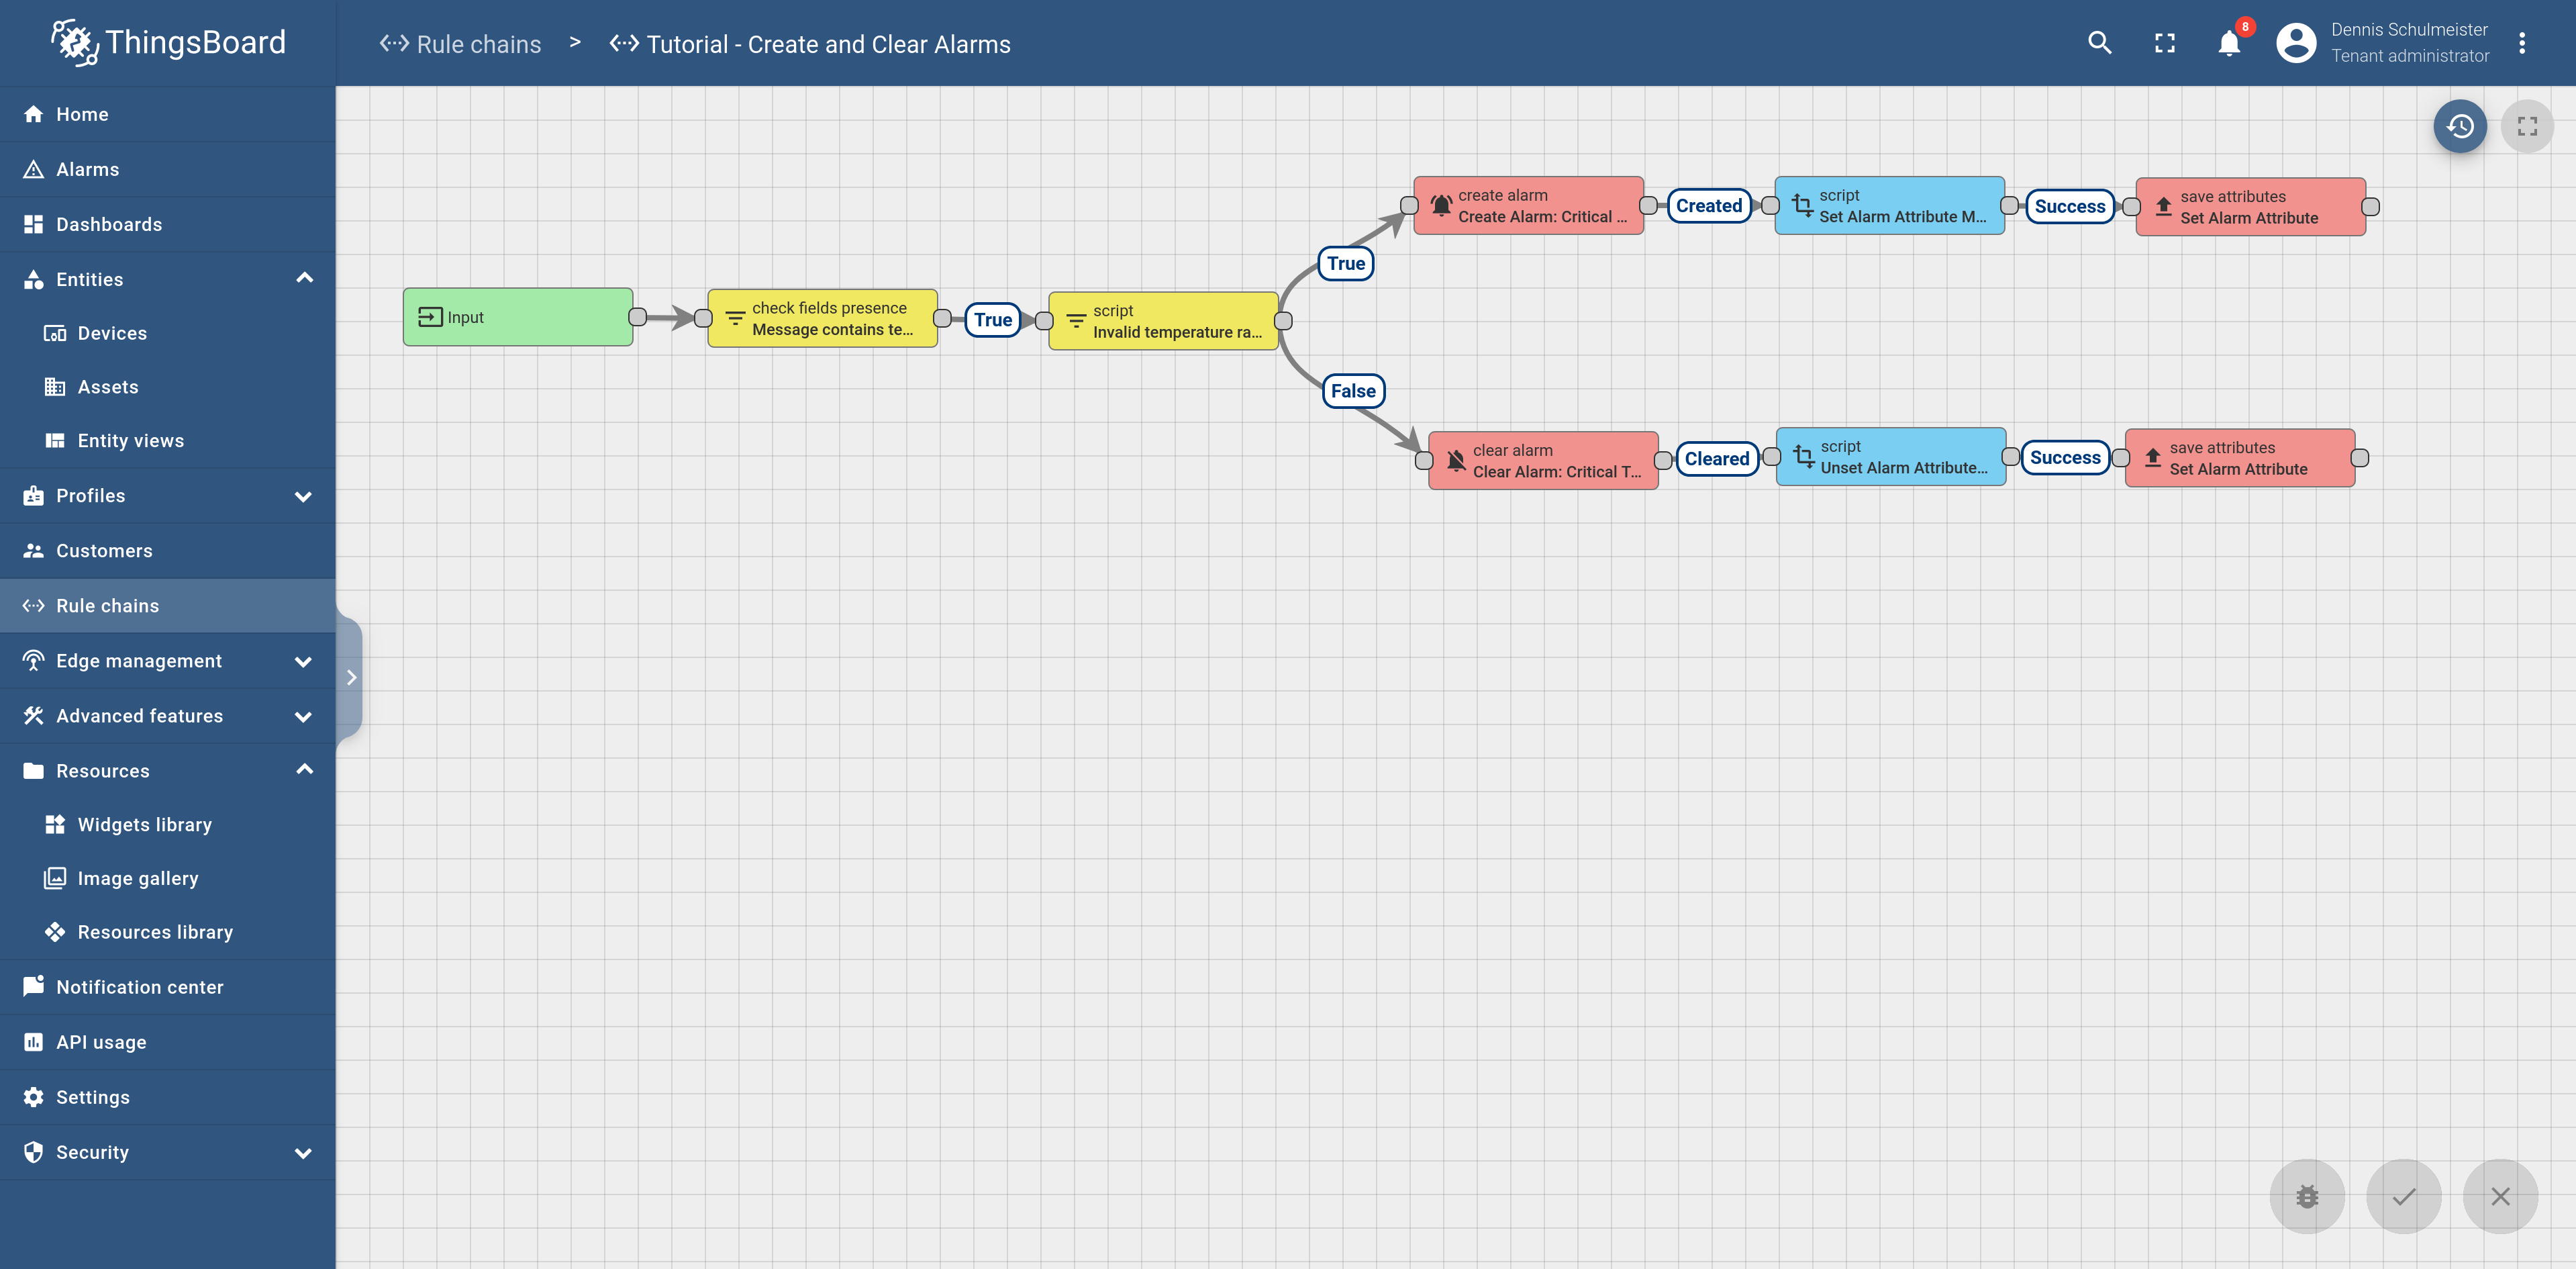 ThingsBoard
Rule chains > Tutorial - Create and Clear Alarms
8
Dennis Schulmeister
Tenant administrator
Home
Alarms
Dashboards
Entities
Devices
Assets
Entity views
Profiles
Customers
Rule chains
Edge management
Advanced features
Resources
Widgets library
Image gallery
Resources library
Notification center
API usage
Settings
Security
Input
check fields presence
Message contains te...
True
script
Invalid temperature ra...
True
create alarm
Create Alarm: Critical ...
Created
script
Set Alarm Attribute M...
Success
save attributes
Set Alarm Attribute
False
clear alarm
Clear Alarm: Critical T...
Cleared
script
Unset Alarm Attribute...
Success
save attributes
Set Alarm Attribute